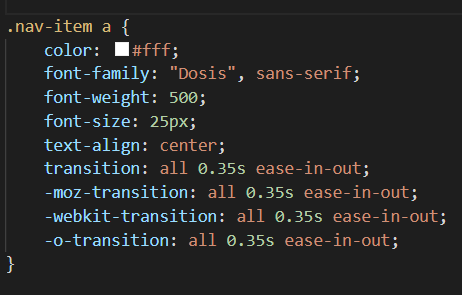 .nav-item a {
color: #fff;
font-family: "Dosis", sans-serif;
font-weight: 500;
font-size: 25px;
text-align: center;
transition: all 0.35s ease-in-out;
-moz-transition: all 0.35s ease-in-out;
-webkit-transition: all 0.35s ease-in-out;
-o-transition: all 0.35s ease-in-out;
}